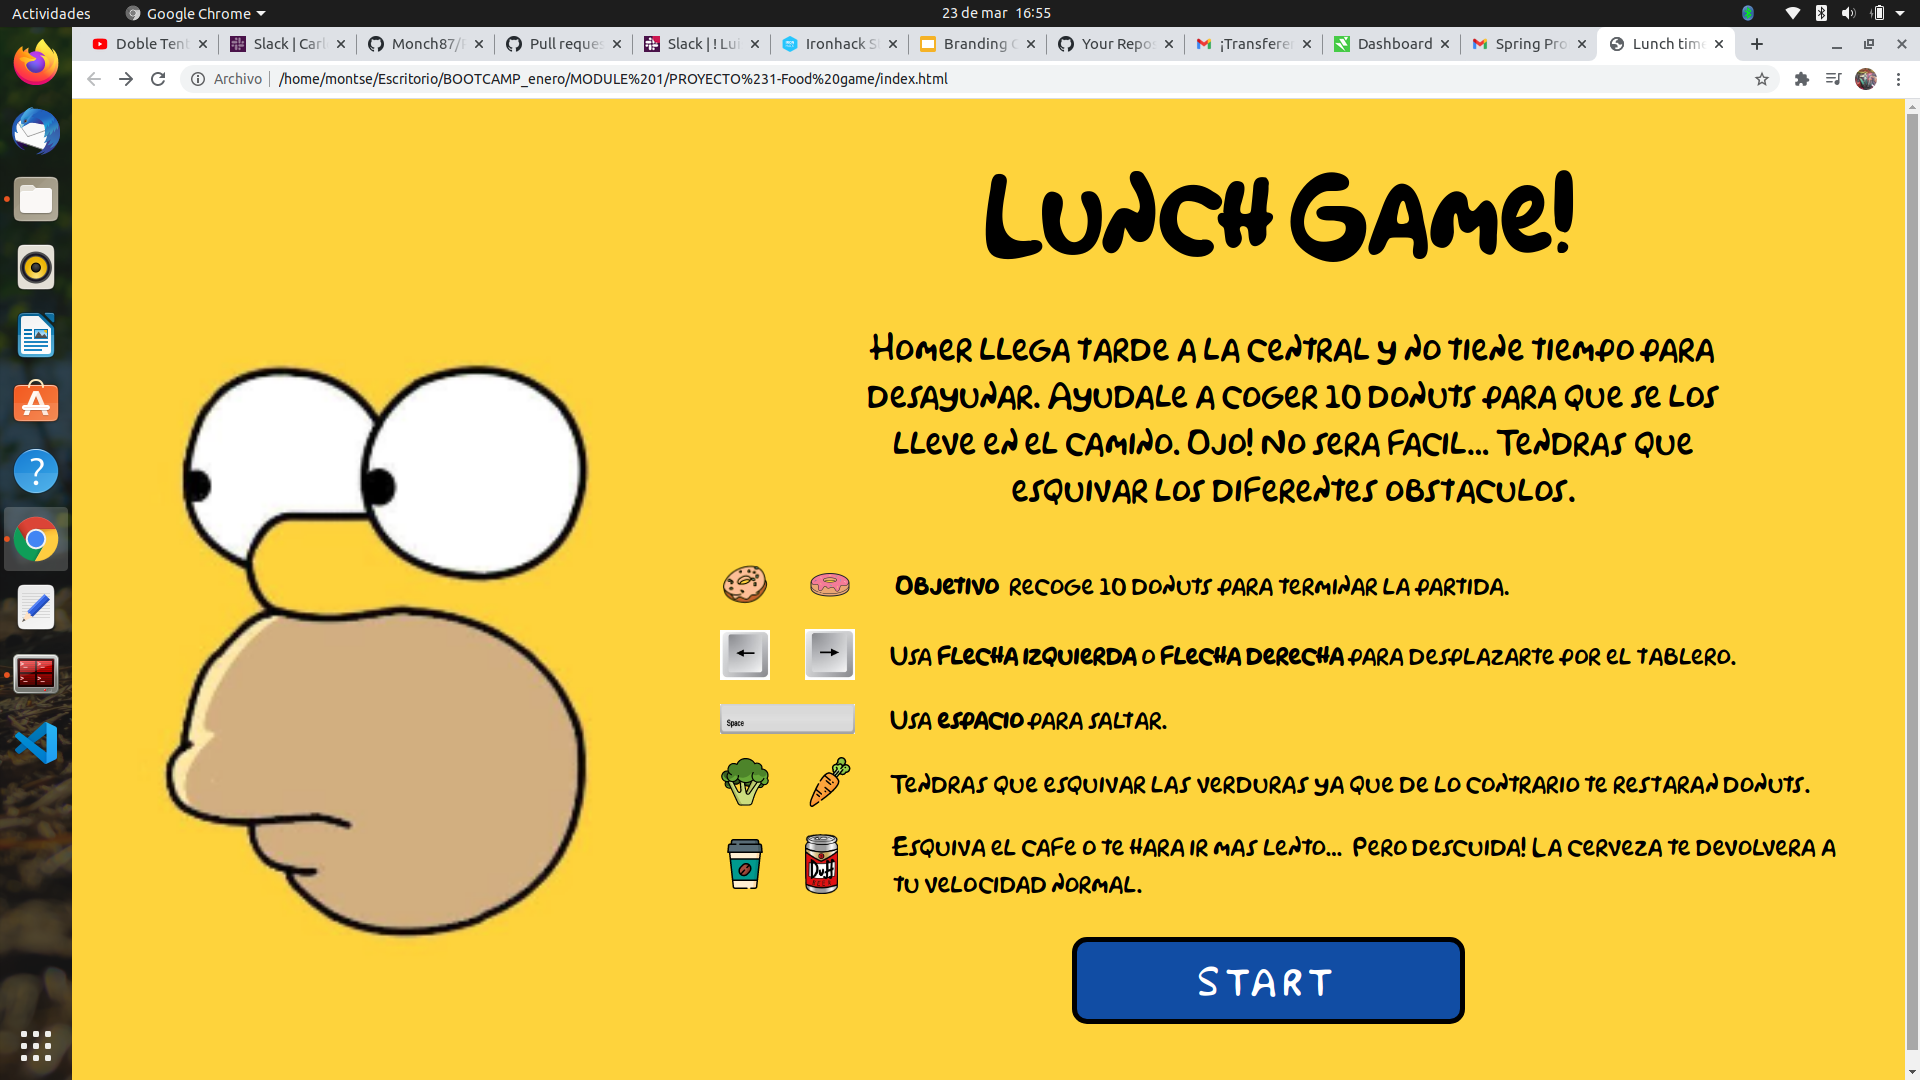 Actividades
Google Chrome
23 de mar 16:55
Doble Tent
Slack | Carl
Monch87/
Pull reques
Slack | ! Lui
Ironhack S
Branding C
Your Repos
¡Transferen
Dashboard
Spring Pro
Lunch time
Archivo
/home/montse/Escritorio/BOOTCAMP_enero/MODULE%201/PROYECTO%231-Food%20game/index.html
Lunch Game!
Homer llega tarde a la central y no tiene tiempo para
desayunar. Ayudale a coger 10 donuts para que se los
lleve en el camino. Ojo! No sera facil... Tendras que
esquivar los diferentes obstaculos.
Objetivo recoge 10 donuts para terminar la partida.
← → Usa flecha izquierda o flecha derecha para desplazarte por el tablero.
Space Usa espacio para saltar.
Tendras que esquivar las verduras ya que de lo contrario te restaran donuts.
Esquiva el cafe o te hara ir mas lento... Pero descuida! La cerveza te devolvera a
tu velocidad normal.
Duff
START